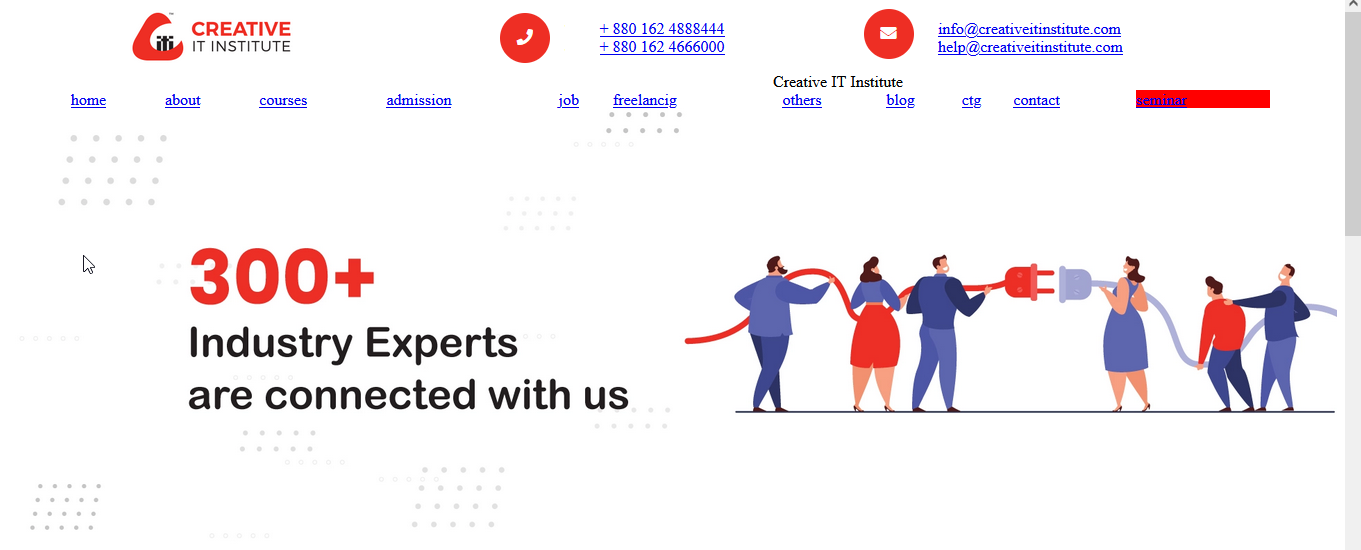 CREATIVE
IT INSTITUTE
iti
+ 880 162 4888444
+ 880 162 4666000
info@creativeitinstitute.com
help@creativeitinstitute.com
Creative IT Institute
home about courses admission job freelancig others blog ctg contact seminar
300+
Industry Experts
are connected with us